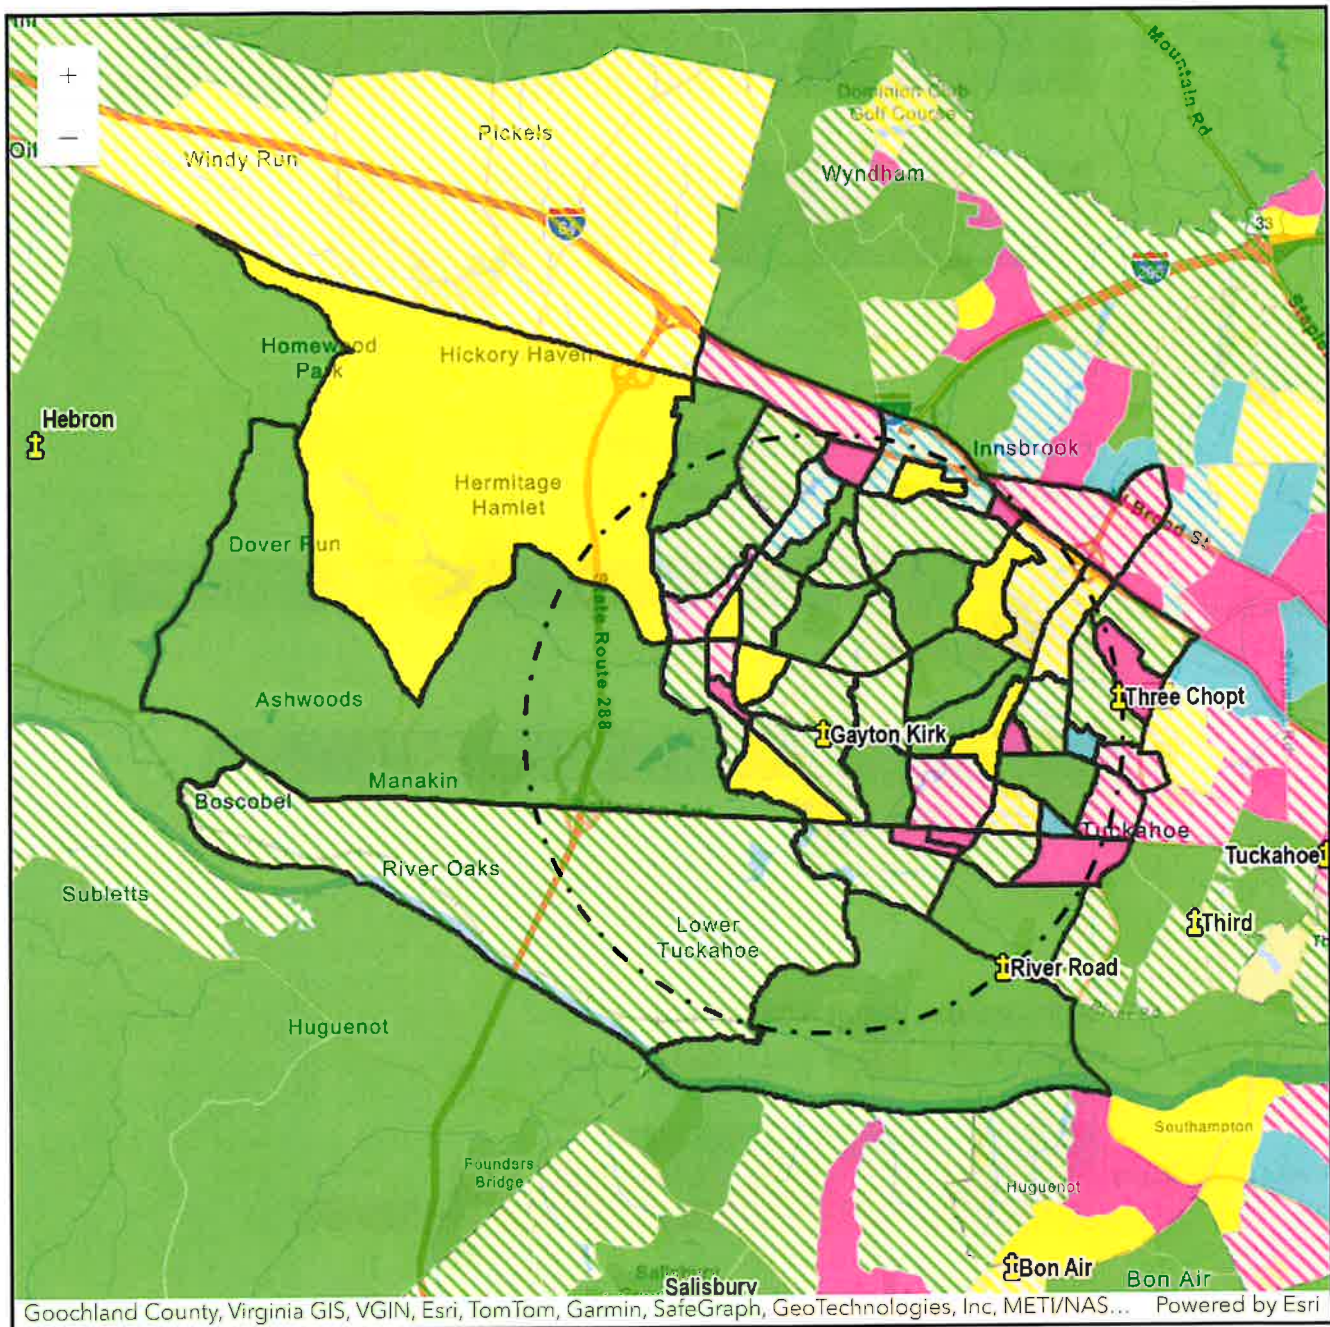 +
−
Mountain Rd
Dominion Club
Golf Course
Pickels
Oil
Windy Run
Wyndham
64
33
295
Homewood
Park
Hickory Haven
Hebron
Innsbrook
Hermitage
Hamlet
Dover Run
State Route 288
Ashwoods
Three Chopt
Gayton Kirk
Manakin
Boscobel
Tuckahoe
River Oaks
Tuckahoe
Subletts
Lower
Tuckahoe
Third
River Road
Huguenot
Southampton
Founders
Bridge
Huguenot
Bon Air
Salisbury
Salisbury
Bon Air
Goochland County, Virginia GIS, VGIN, Esri, TomTom, Garmin, SafeGraph, GeoTechnologies, Inc, METI/NAS...
Powered by Esri